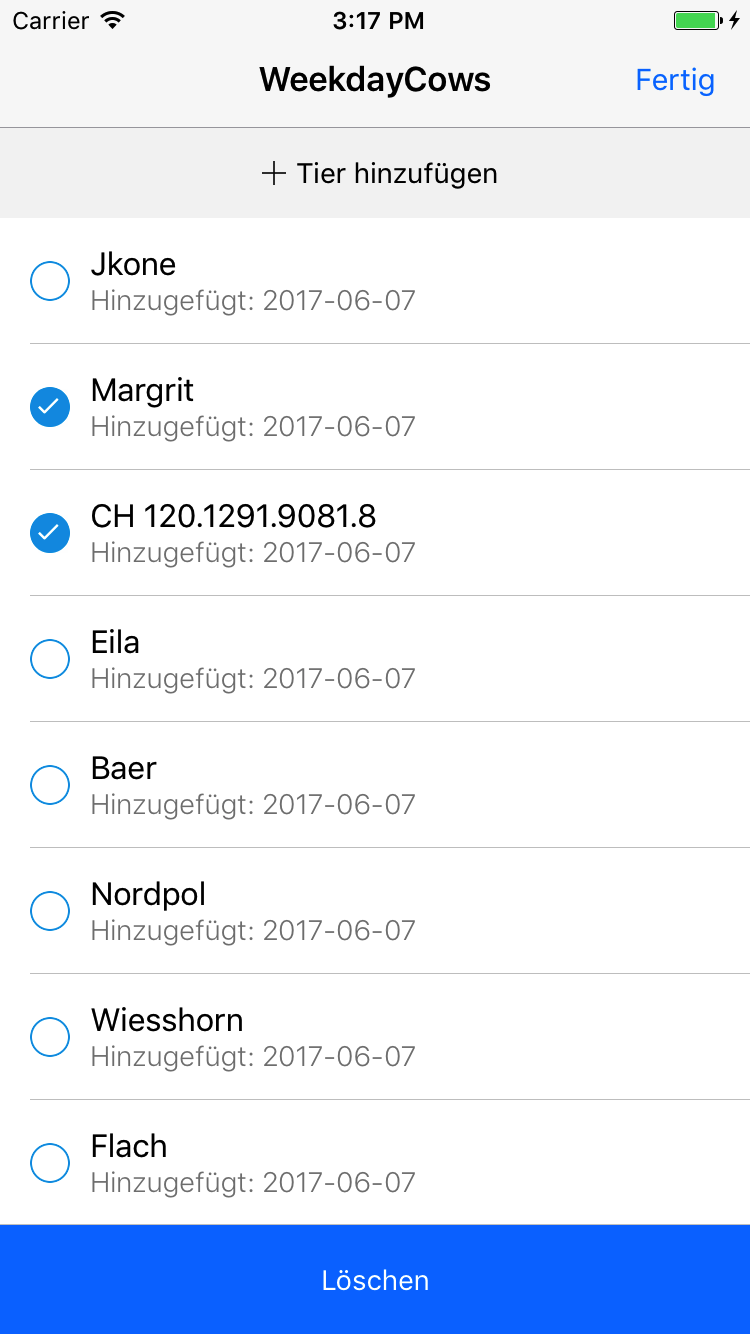 Carrier 3:17 PM
WeekdayCows Fertig
Tier hinzufügen
Jkone
Hinzugefügt: 2017-06-07
Margrit
Hinzugefügt: 2017-06-07
CH 120.1291.9081.8
Hinzugefügt: 2017-06-07
Eila
Hinzugefügt: 2017-06-07
Baer
Hinzugefügt: 2017-06-07
Nordpol
Hinzugefügt: 2017-06-07
Wiesshorn
Hinzugefügt: 2017-06-07
Flach
Hinzugefügt: 2017-06-07
Löschen